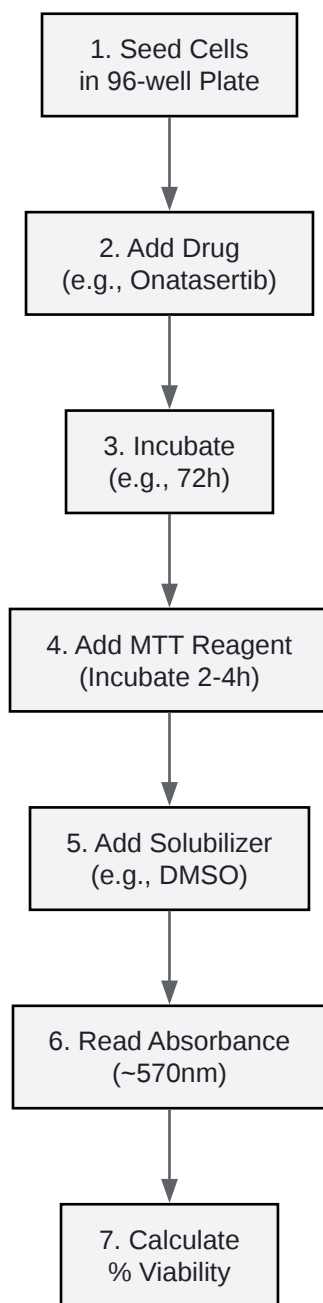 1. Seed Cells
in 96-well Plate
2. Add Drug
(e.g., Onatasertib)
3. Incubate
(e.g., 72h)
4. Add MTT Reagent
(Incubate 2-4h)
5. Add Solubilizer
(e.g., DMSO)
6. Read Absorbance
(~570nm)
7. Calculate
% Viability